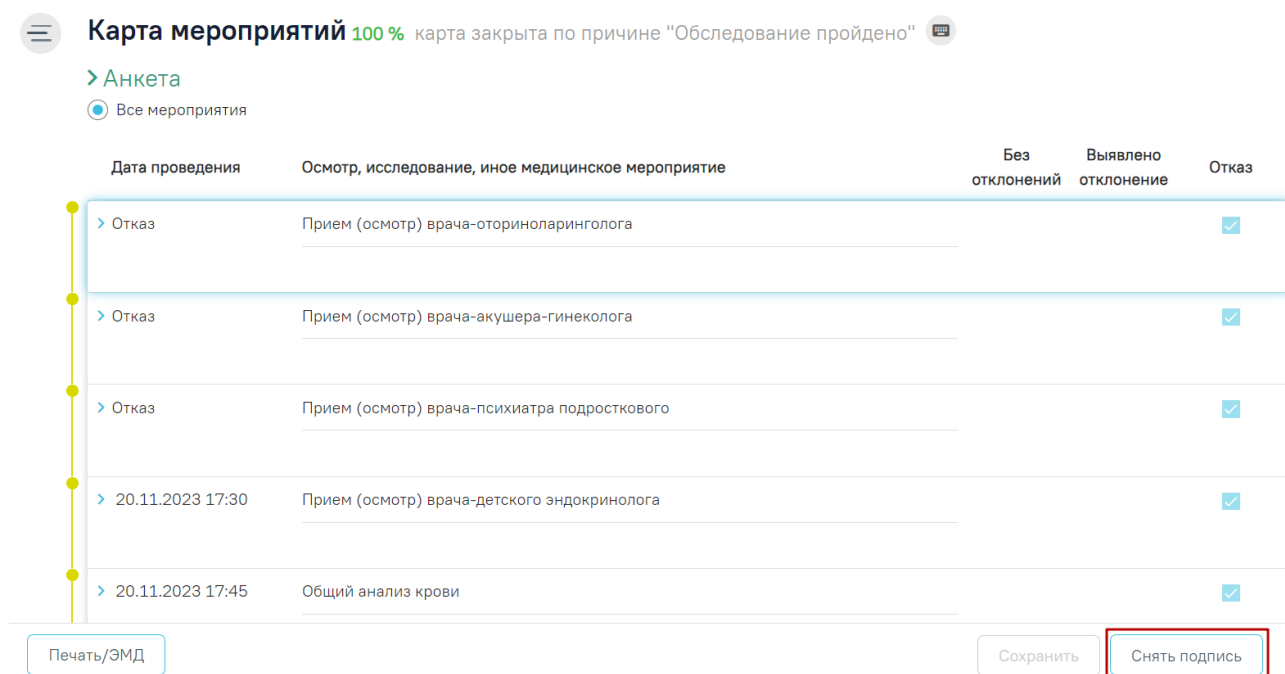 Карта мероприятий 100 % карта закрыта по причине "Обследование пройдено"
Анкета
Все мероприятия
Дата проведения Осмотр, исследование, иное медицинское мероприятие Без отклонений Выявлено отклонение Отказ
Отказ Прием (осмотр) врача-оториноларинголога
Отказ Прием (осмотр) врача-акушера-гинеколога
Отказ Прием (осмотр) врача-психиатра подросткового
20.11.2023 17:30 Прием (осмотр) врача-детского эндокринолога
20.11.2023 17:45 Общий анализ крови
Печать/ЭМД Сохранить Снять подпись